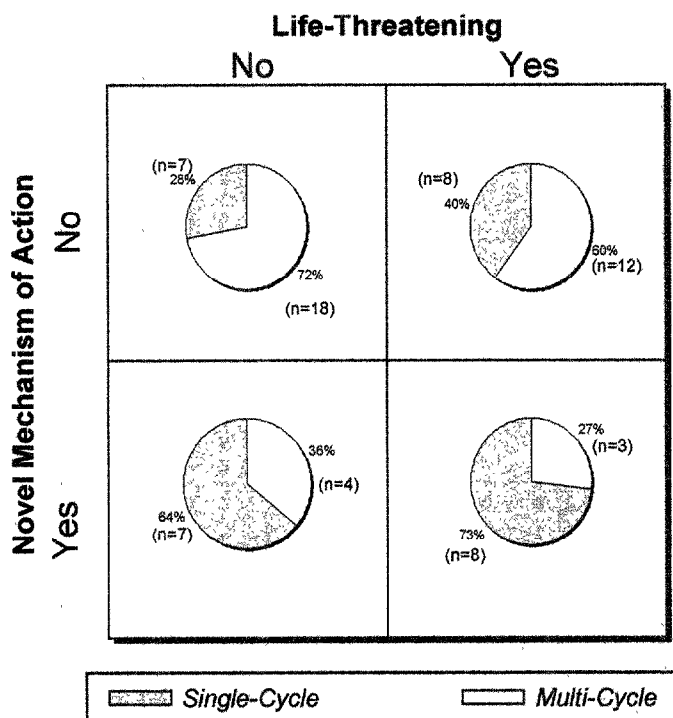 Life-Threatening
No Yes
Novel Mechanism of Action
No
Yes
(n=7)
28%
72%
(n=18)
(n=8)
40%
60%
(n=12)
36%
(n=4)
64%
(n=7)
27%
(n=3)
73%
(n=8)
Single-Cycle Multi-Cycle